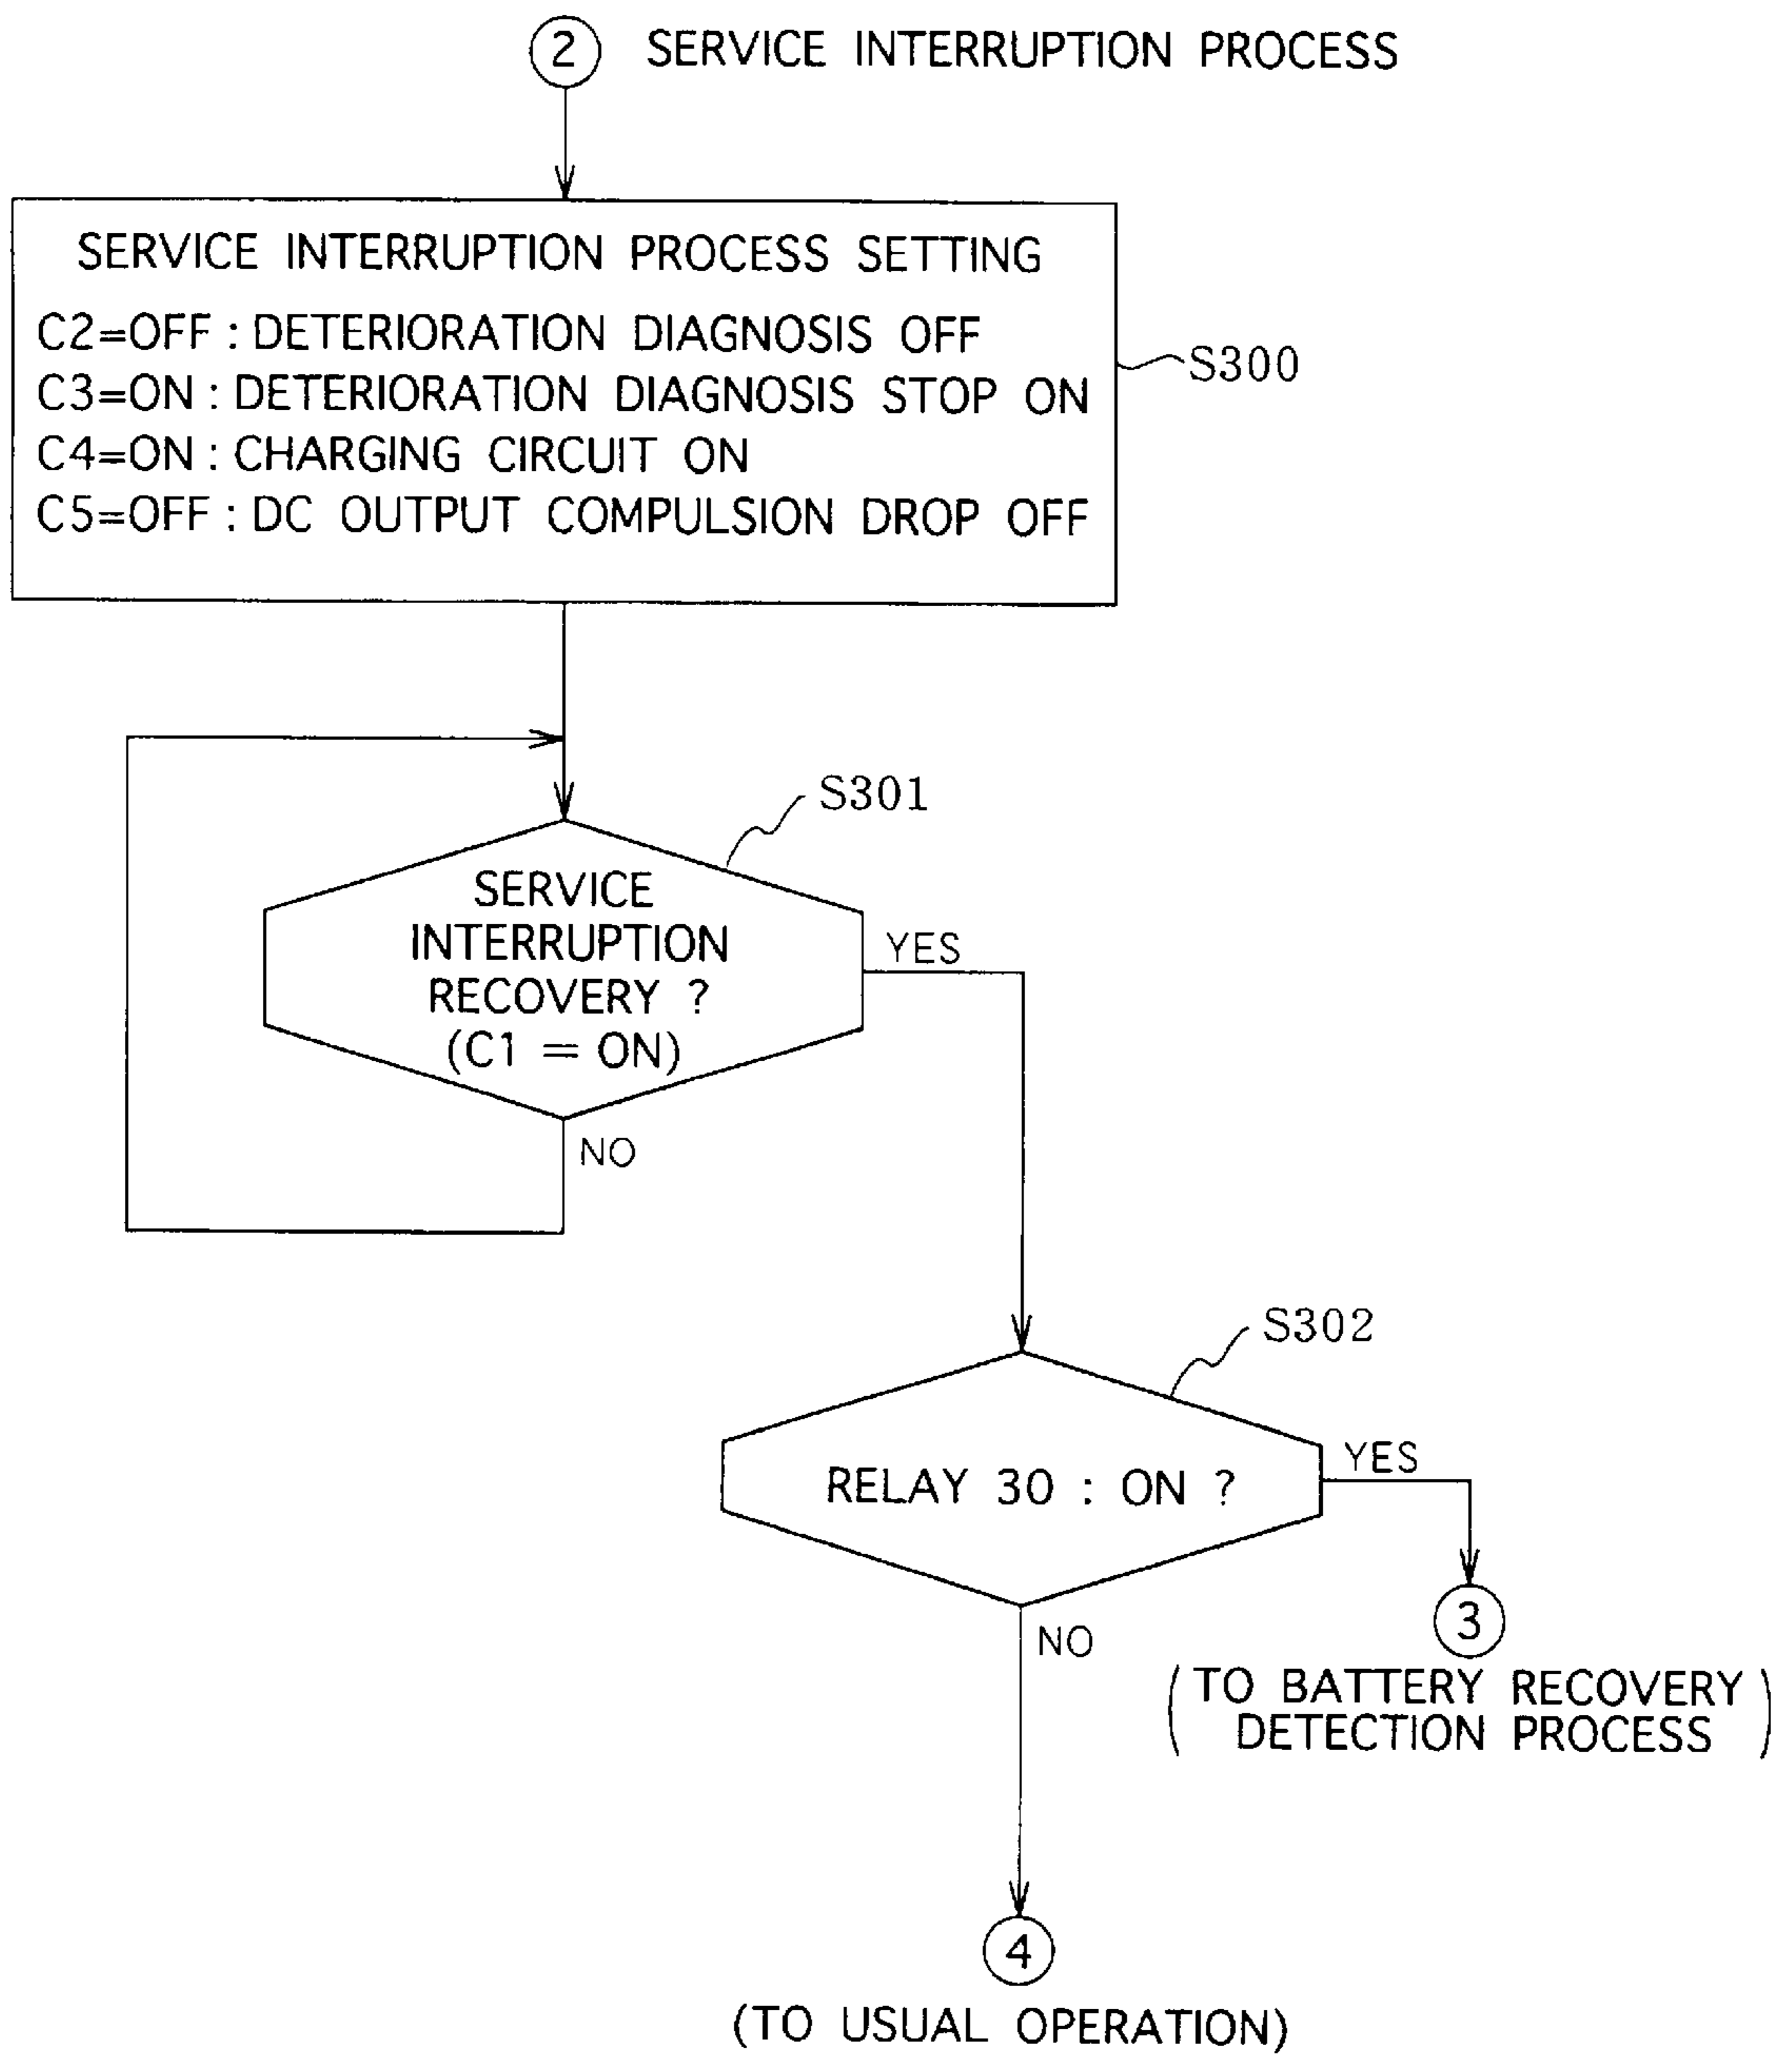 2 SERVICE INTERRUPTION PROCESS
SERVICE INTERRUPTION PROCESS SETTING
C2=OFF : DETERIORATION DIAGNOSIS OFF
C3=ON : DETERIORATION DIAGNOSIS STOP ON
C4=ON : CHARGING CIRCUIT ON
C5=OFF : DC OUTPUT COMPULSION DROP OFF
S300
S301
SERVICE
INTERRUPTION
RECOVERY ?
(C1 = ON)
YES
NO
S302
RELAY 30 : ON ?
YES
NO
3
(TO BATTERY RECOVERY
DETECTION PROCESS)
4
(TO USUAL OPERATION)